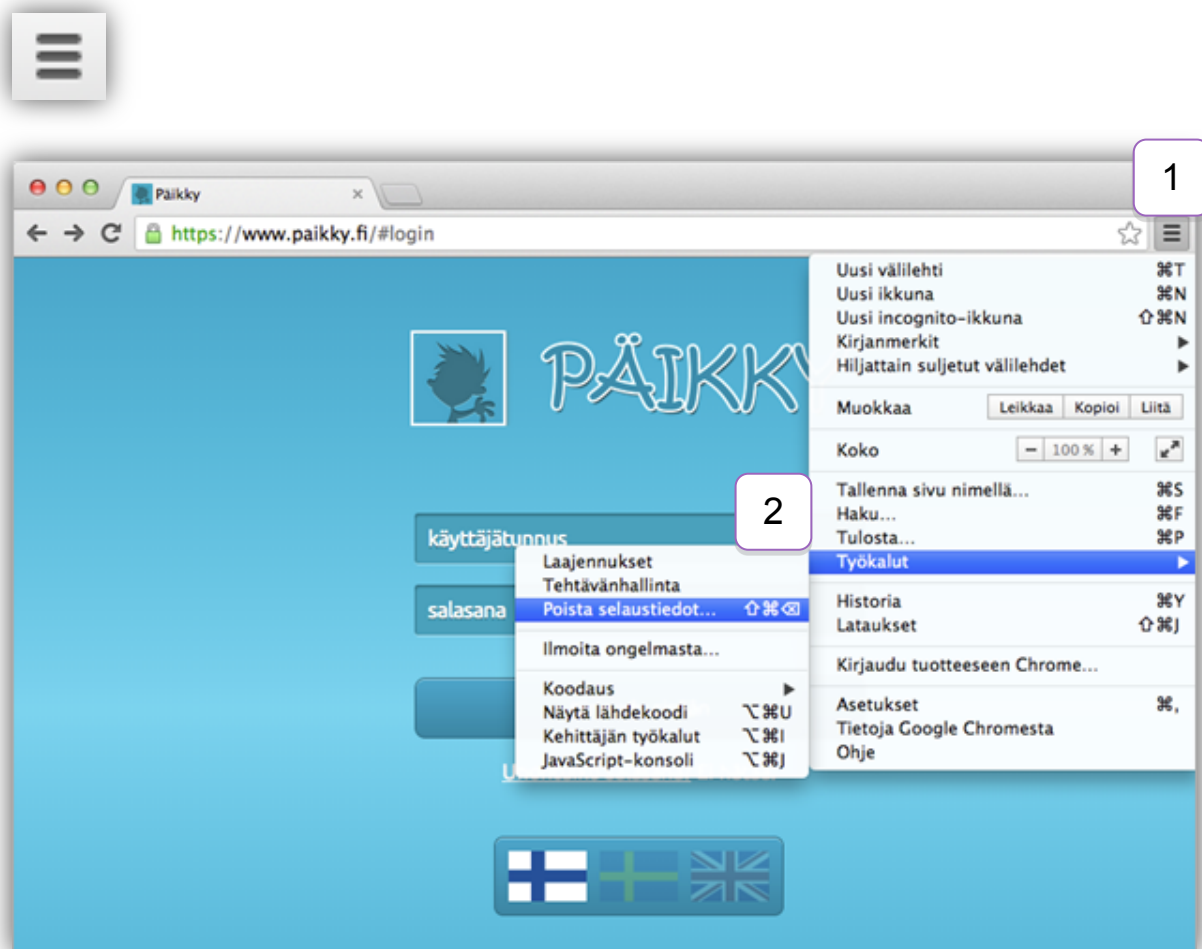 1
Päikky
https://www.paikky.fi/#login
PÄIKKY
käyttäjätunnus
salasana
Uusi välilehti ⌘T
Uusi ikkuna ⌘N
Uusi incognito-ikkuna ⇧⌘N
Kirjanmerkit ▶
Hiljattain suljetut välilehdet ▶
Muokkaa Leikkaa Kopioi Liitä
Koko − 100 % +
Tallenna sivu nimellä... ⌘S
Haku... ⌘F
Tulosta... ⌘P
Työkalut ▶
Historia ⌘Y
Lataukset ⇧⌘J
Kirjaudu tuotteeseen Chrome...
Asetukset ⌘,
Tietoja Google Chromesta
Ohje
2
Laajennukset
Tehtävänhallinta
Poista selaustiedot... ⇧⌘⌫
Ilmoita ongelmasta...
Koodaus ▶
Näytä lähdekoodi ⌥⌘U
Kehittäjän työkalut ⌥⌘I
JavaScript-konsoli ⌥⌘J